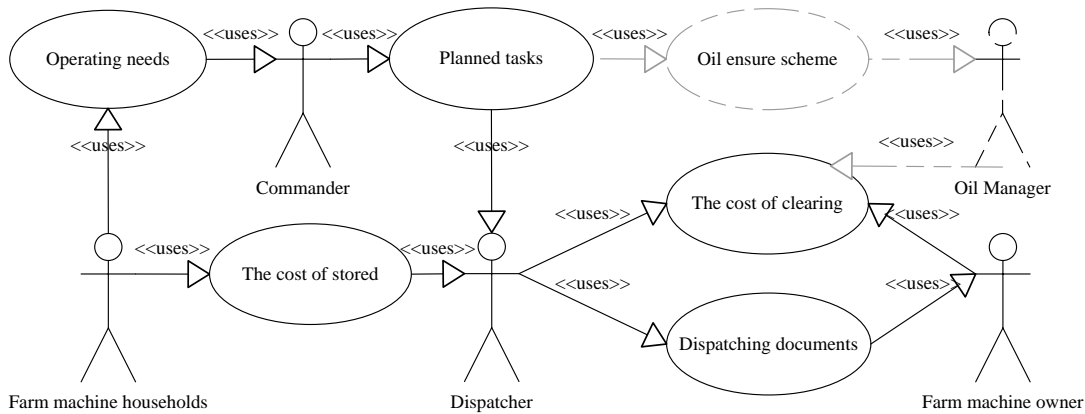 <<uses>>
<<uses>>
<<uses>>
<<uses>>
Operating needs
Planned tasks
Oil ensure scheme
<<uses>>
<<uses>>
<<uses>>
Commander
Oil Manager
The cost of clearing
<<uses>>
<<uses>>
<<uses>>
<<uses>>
The cost of stored
<<uses>>
<<uses>>
Dispatching documents
Farm machine households
Dispatcher
Farm machine owner